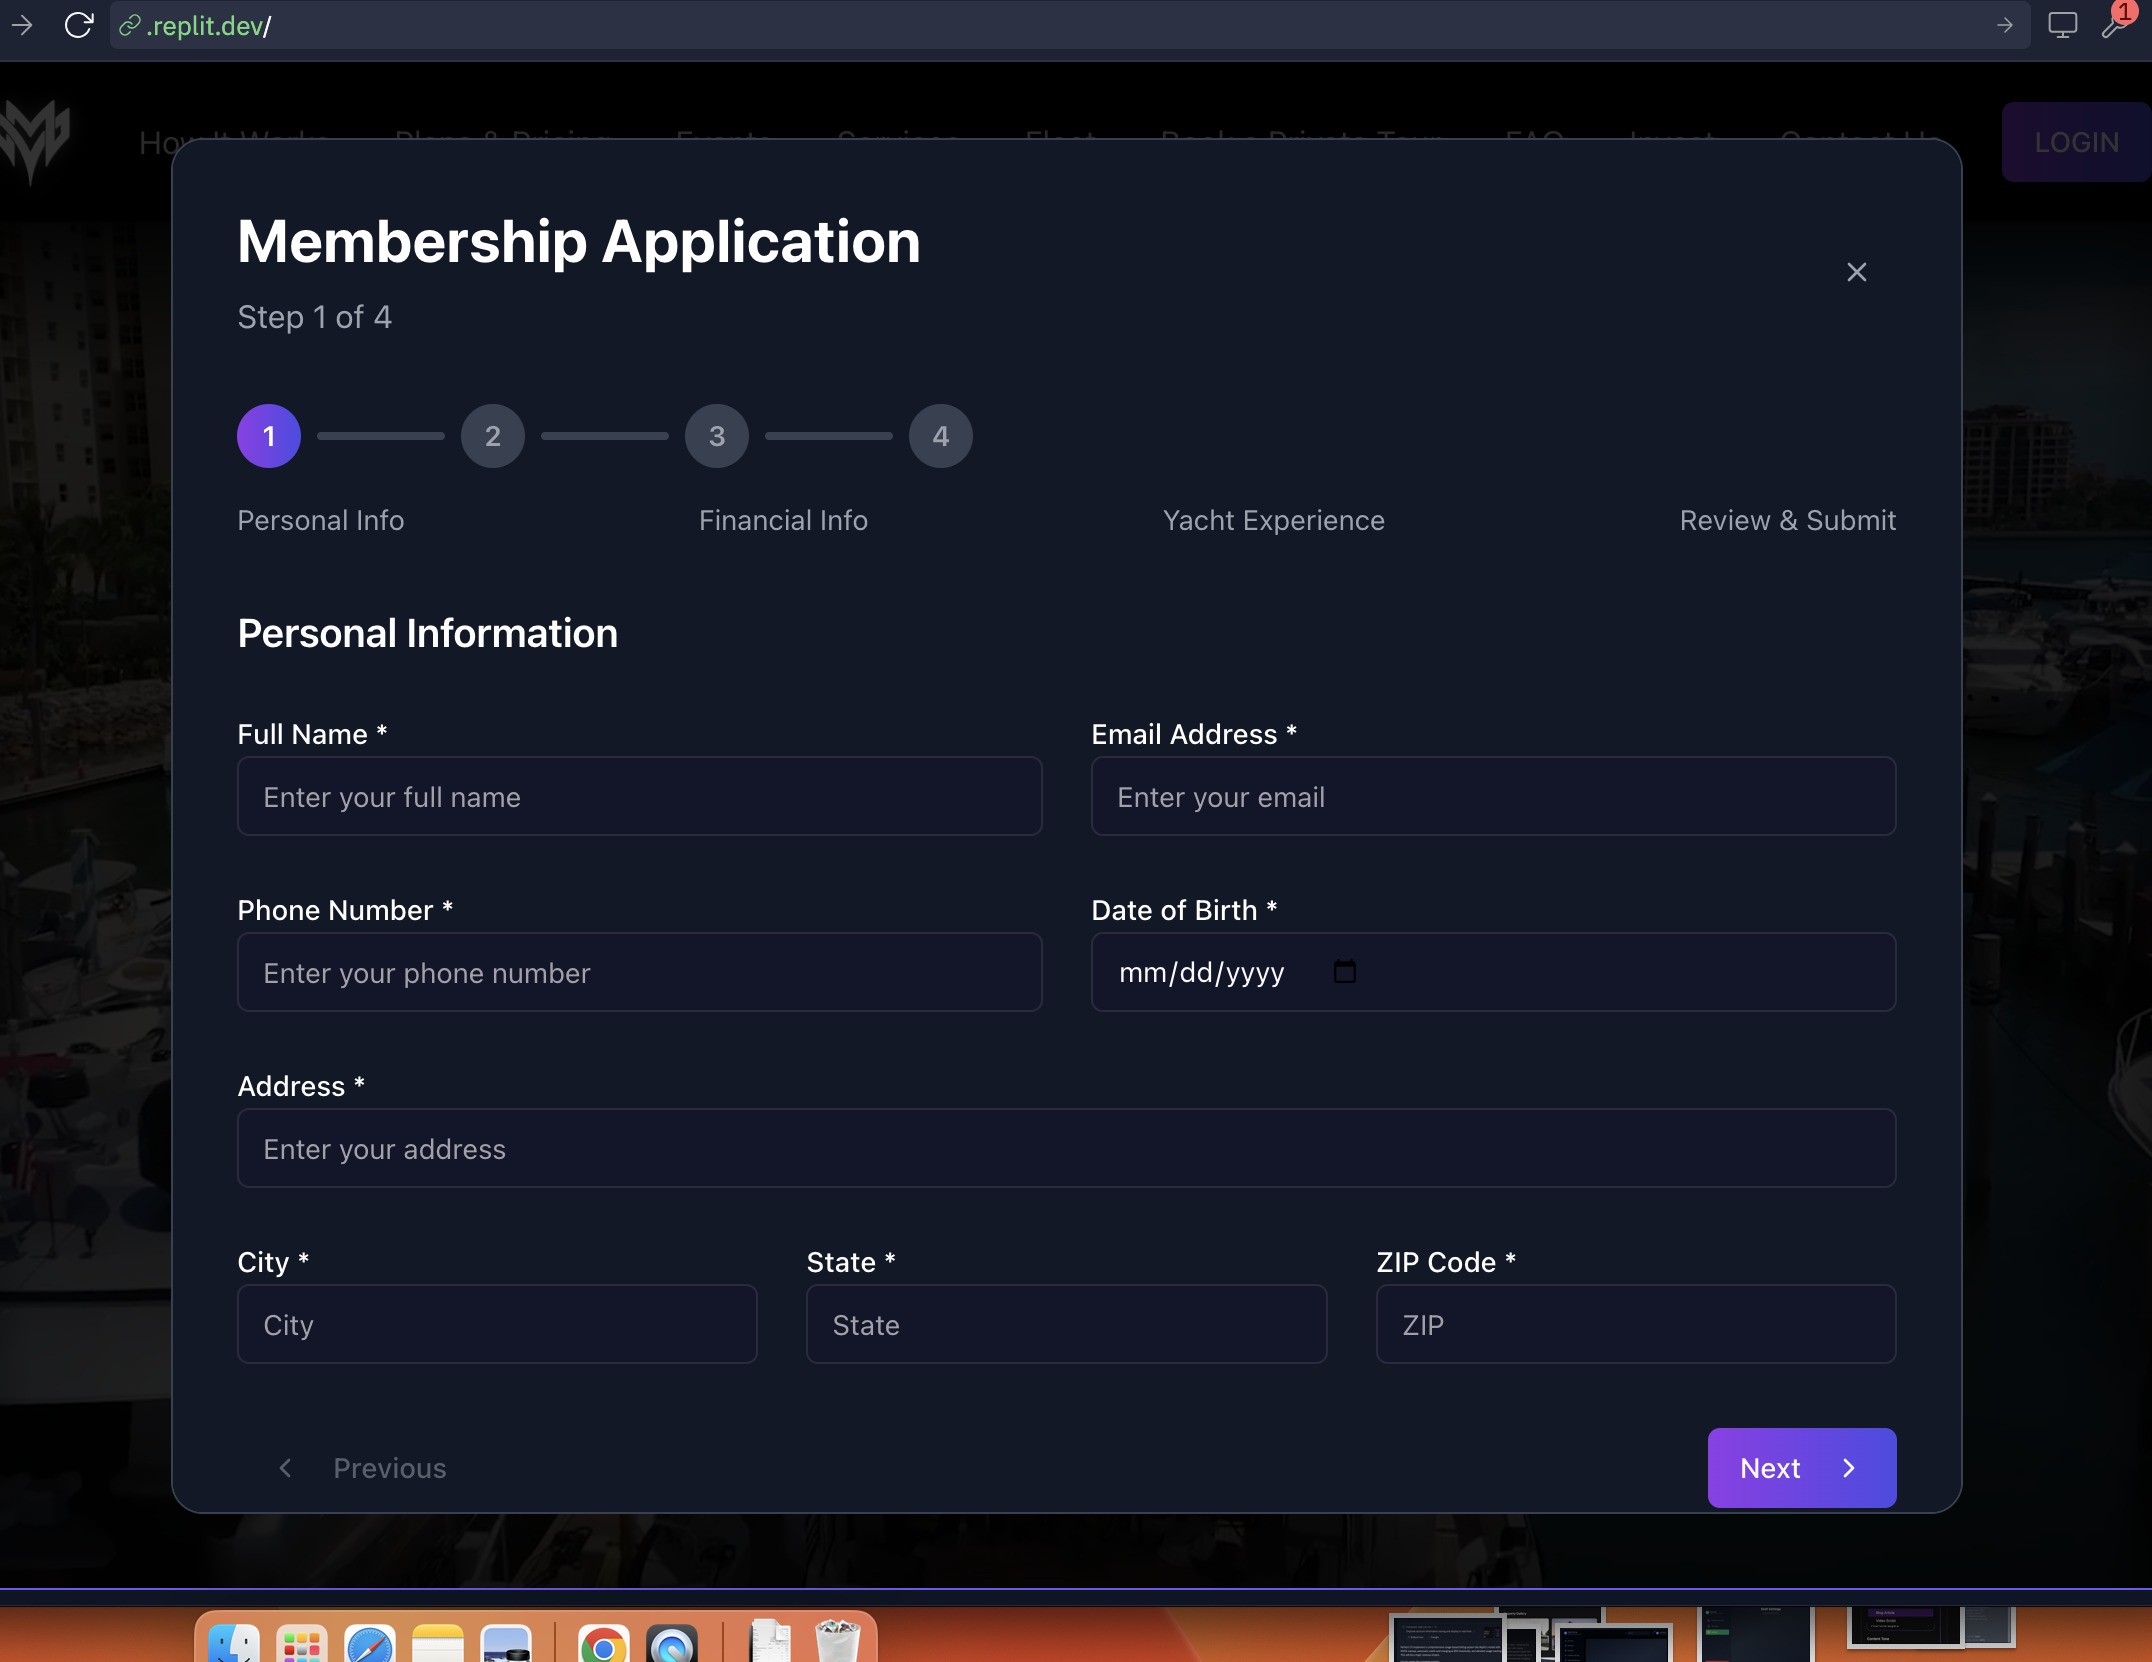 .replit.dev/
1
How It Works Plans & Pricing Events Services Fleet Book a Private Tour FAQ Invest Contact Us
LOGIN
Membership Application
Step 1 of 4
1 2 3 4
Personal Info Financial Info Yacht Experience Review & Submit
Personal Information
Full Name * Email Address *
Enter your full name Enter your email
Phone Number * Date of Birth *
Enter your phone number mm/dd/yyyy
Address *
Enter your address
City * State * ZIP Code *
City State ZIP
Previous Next